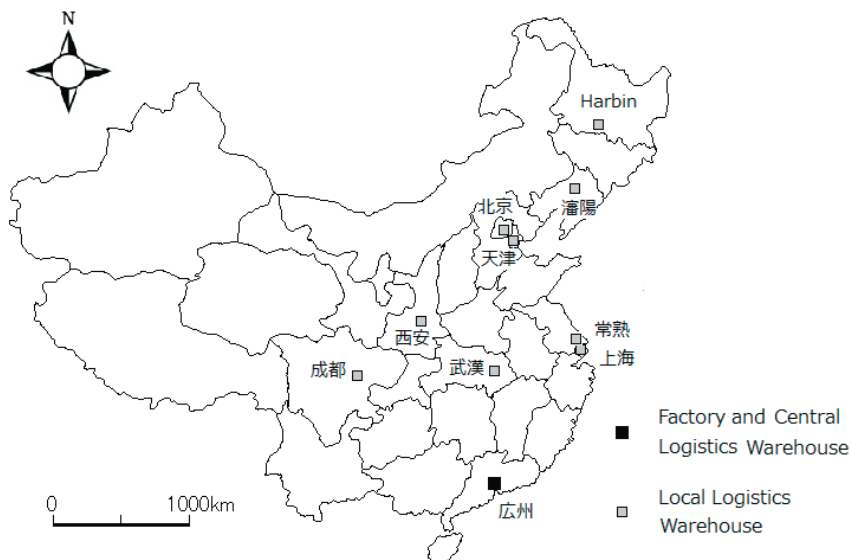 N
Harbin
北京
瀋陽
天津
常熟
西安
上海
成都
武漢
Factory and Central
Logistics Warehouse
0 1000km
Local Logistics
Warehouse
広州